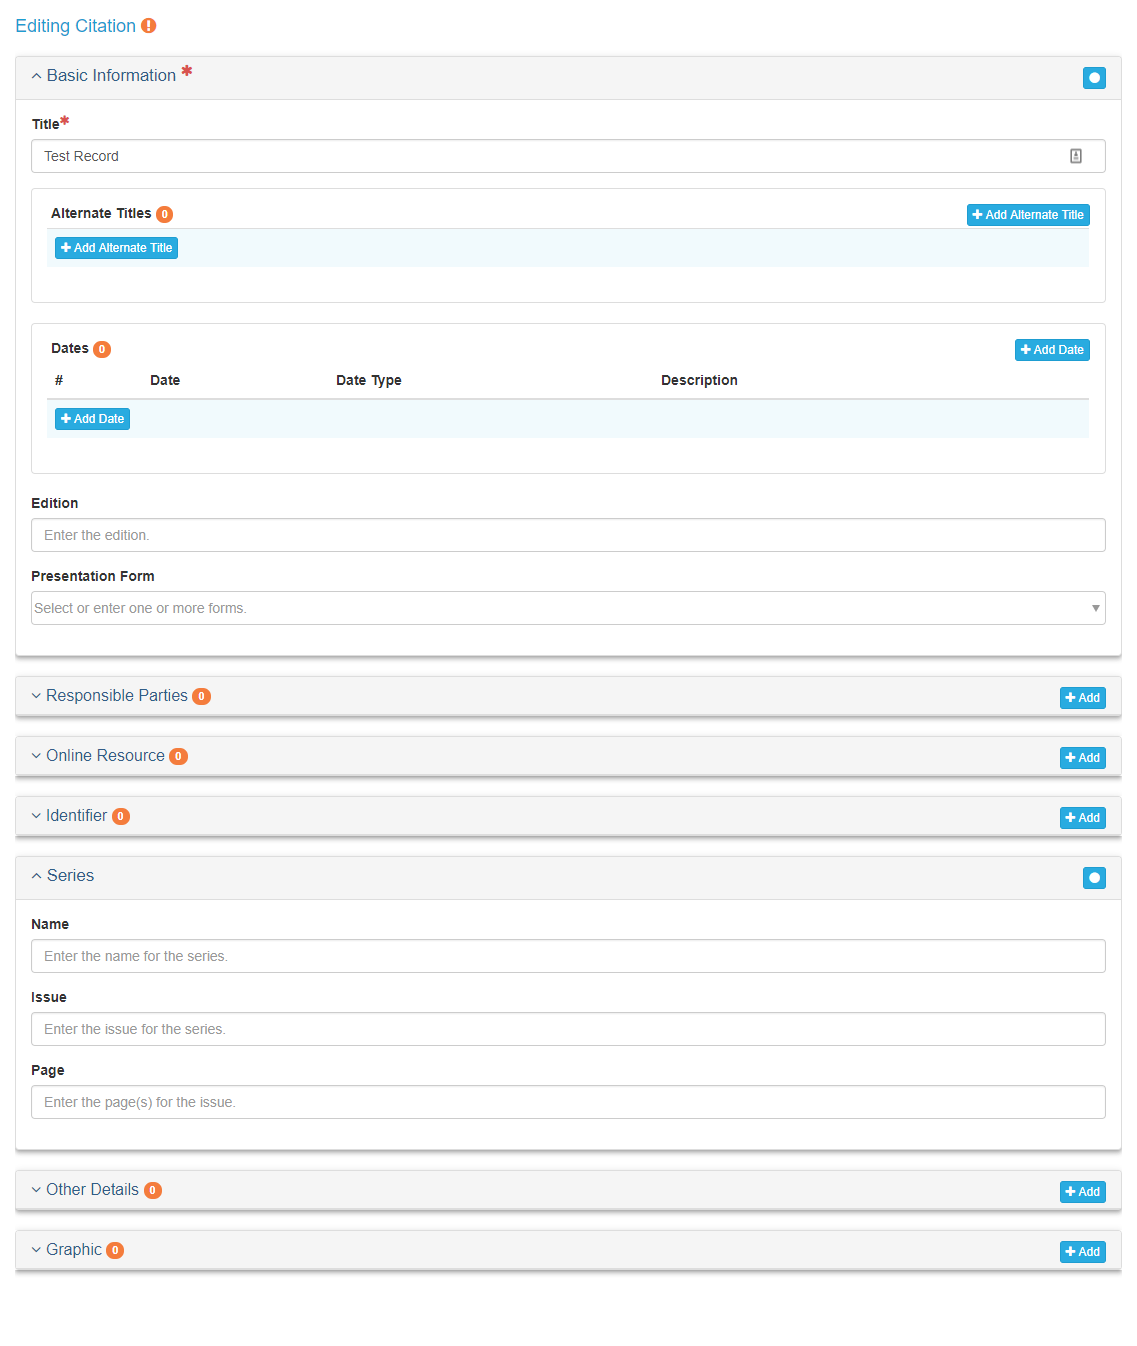 Editing Citation
Basic Information *
Title*
Test Record
Alternate Titles 0
Add Alternate Title
Add Alternate Title
Dates 0
Add Date
# Date Date Type Description
Add Date
Edition
Enter the edition.
Presentation Form
Select or enter one or more forms.
Responsible Parties 0 Add
Online Resource 0 Add
Identifier 0 Add
Series
Name
Enter the name for the series.
Issue
Enter the issue for the series.
Page
Enter the page(s) for the issue.
Other Details 0 Add
Graphic 0 Add